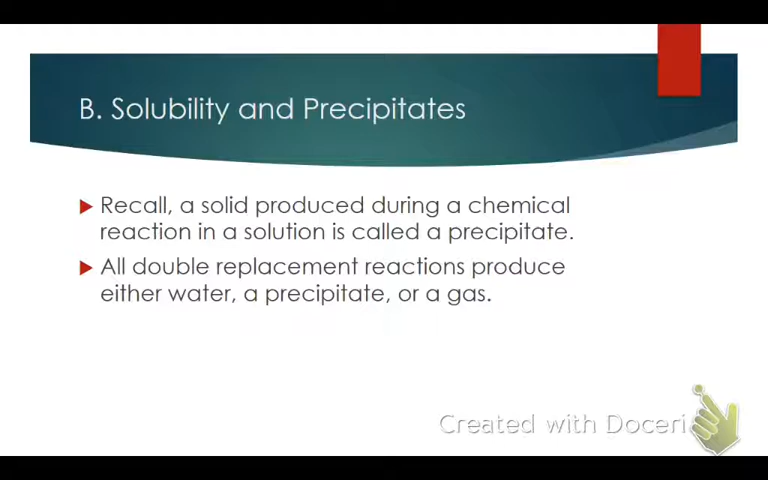 B. Solubility and Precipitates
Recall, a solid produced during a chemical
reaction in a solution is called a precipitate.
All double replacement reactions produce
either water, a precipitate, or a gas.
Created with Doceri